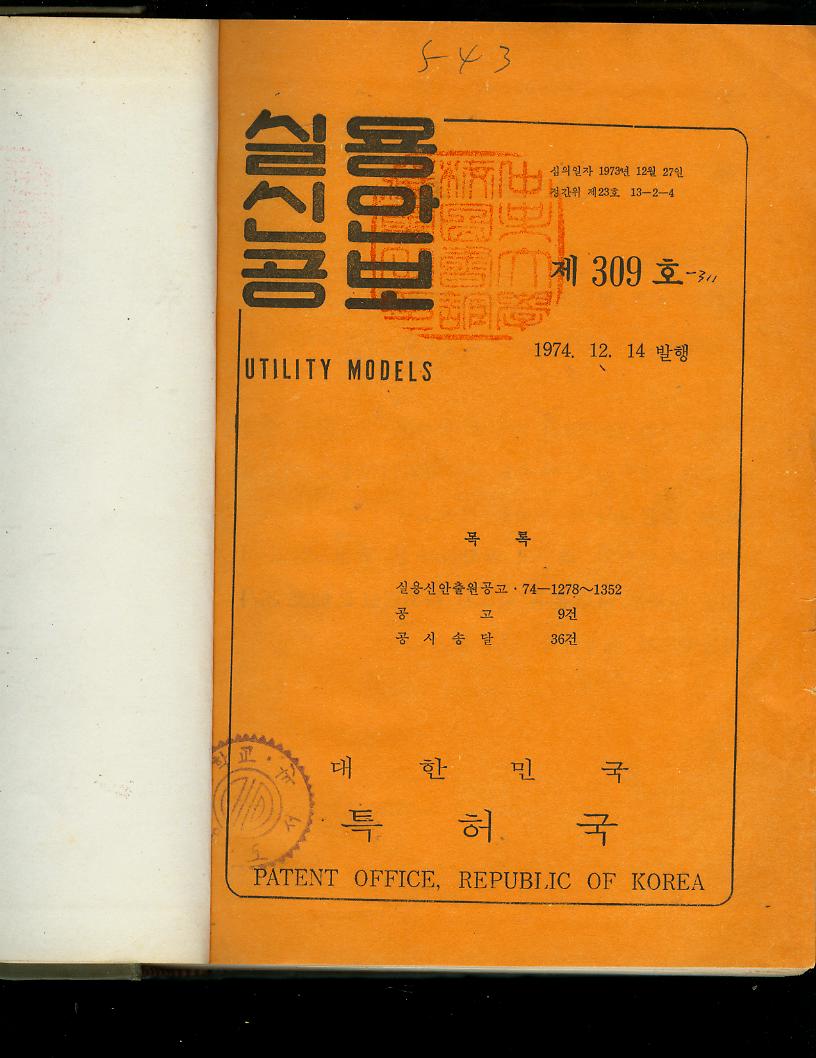 543
실용
신안
공보
심의일자 1973년 12월 27일
정간위 제23호 13—2—4
제 309 호 -311
1974. 12. 14 발행
UTILITY MODELS
목 록
실용신안출원공고 · 74—1278~1352
공 고 9건
공 시 송 달 36건
대 한 민 국
특 허 국
PATENT OFFICE, REPUBLIC OF KOREA